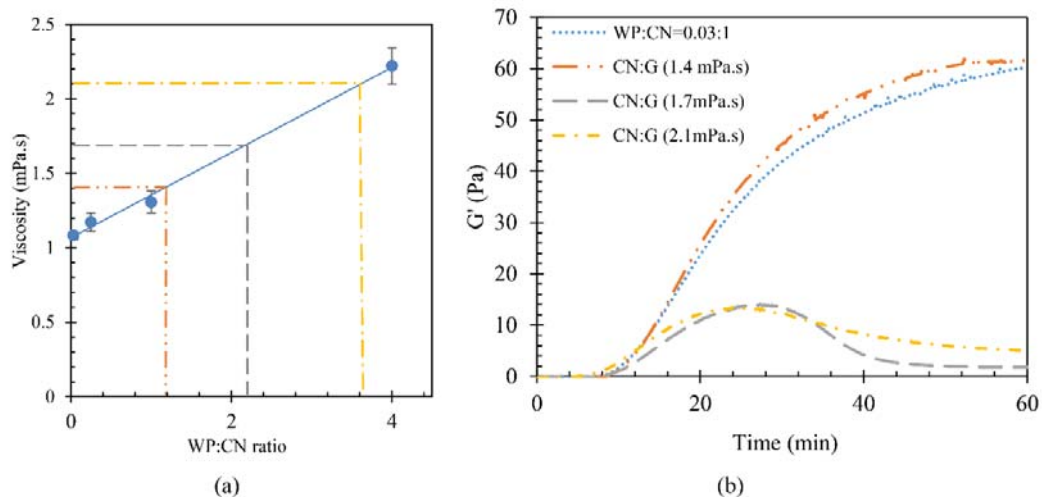 2.5
2
1.5
1
0.5
0
0
2
4
Viscosity (mPa.s)
WP:CN ratio
(a)
70
60
50
40
30
20
10
0
0
20
40
60
G' (Pa)
Time (min)
WP:CN=0.03:1
CN:G (1.4 mPa.s)
CN:G (1.7mPa.s)
CN:G (2.1mPa.s)
(b)